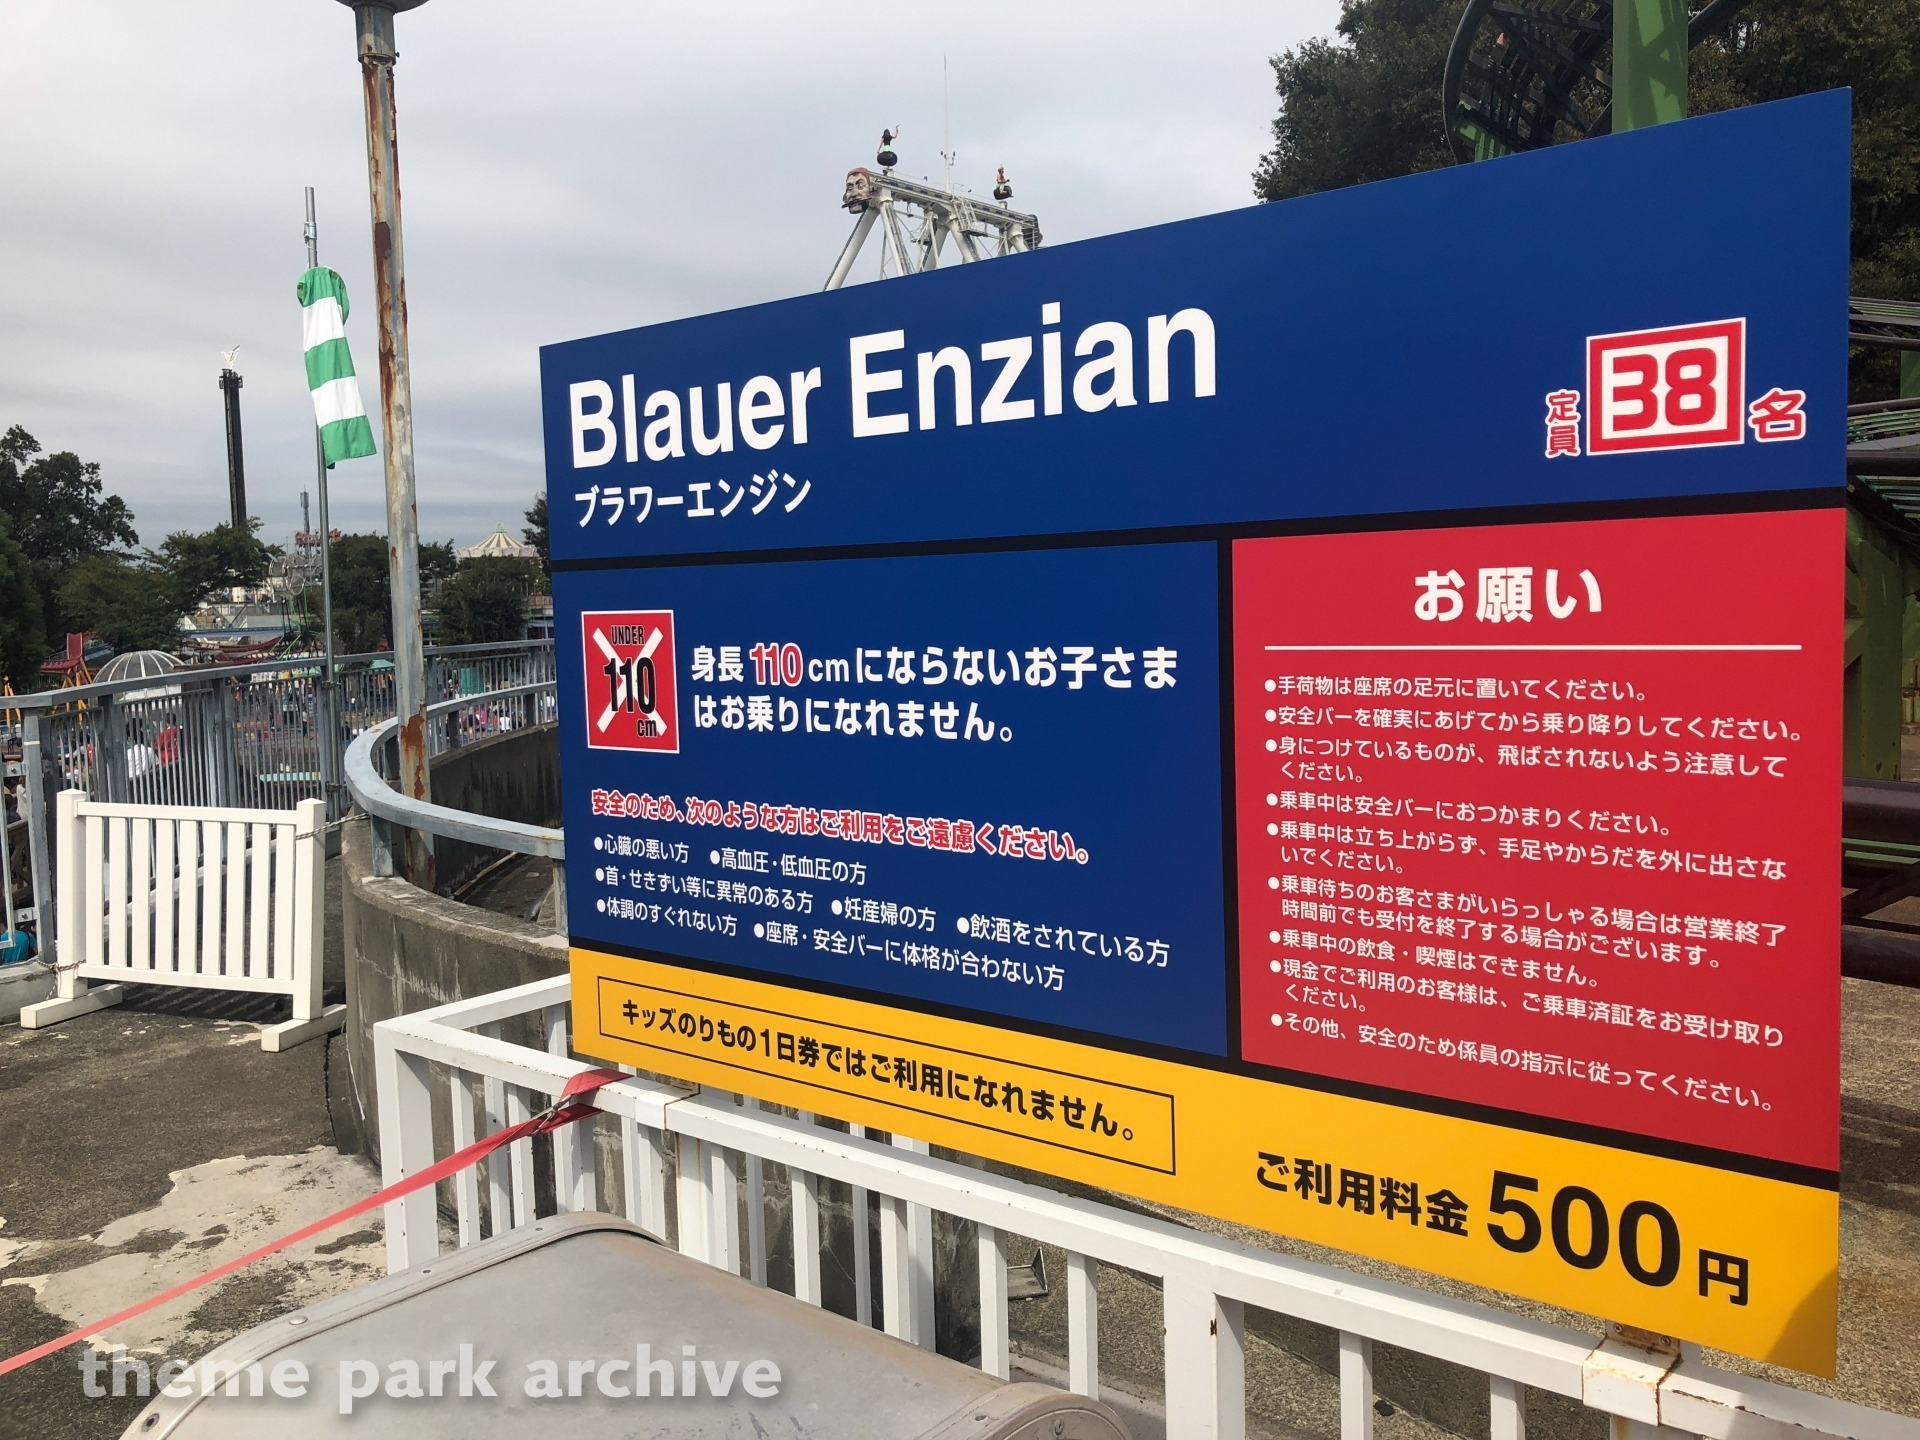 Blauer Enzian
ブラワーエンジン
定員 38 名
UNDER
110
cm
身長 110 cm にならないお子さま
はお乗りになれません。
安全のため、次のような方はご利用をご遠慮ください。
●心臓の悪い方 ●高血圧・低血圧の方
●首・せきずい等に異常のある方 ●妊産婦の方 ●飲酒をされている方
●体調のすぐれない方 ●座席・安全バーに体格が合わない方
お願い
●手荷物は座席の足元に置いてください。
●安全バーを確実にあげてから乗り降りしてください。
●身につけているものが、飛ばされないよう注意して
ください。
●乗車中は安全バーにおつかまりください。
●乗車中は立ち上がらず、手足やからだを外に出さな
いでください。
●乗車待ちのお客さまがいらっしゃる場合は営業終了
時間前でも受付を終了する場合がございます。
●乗車中の飲食・喫煙はできません。
●現金でご利用のお客様は、ご乗車済証をお受け取り
ください。
●その他、安全のため係員の指示に従ってください。
キッズのりもの1日券ではご利用になれません。
ご利用料金 500 円
theme park archive